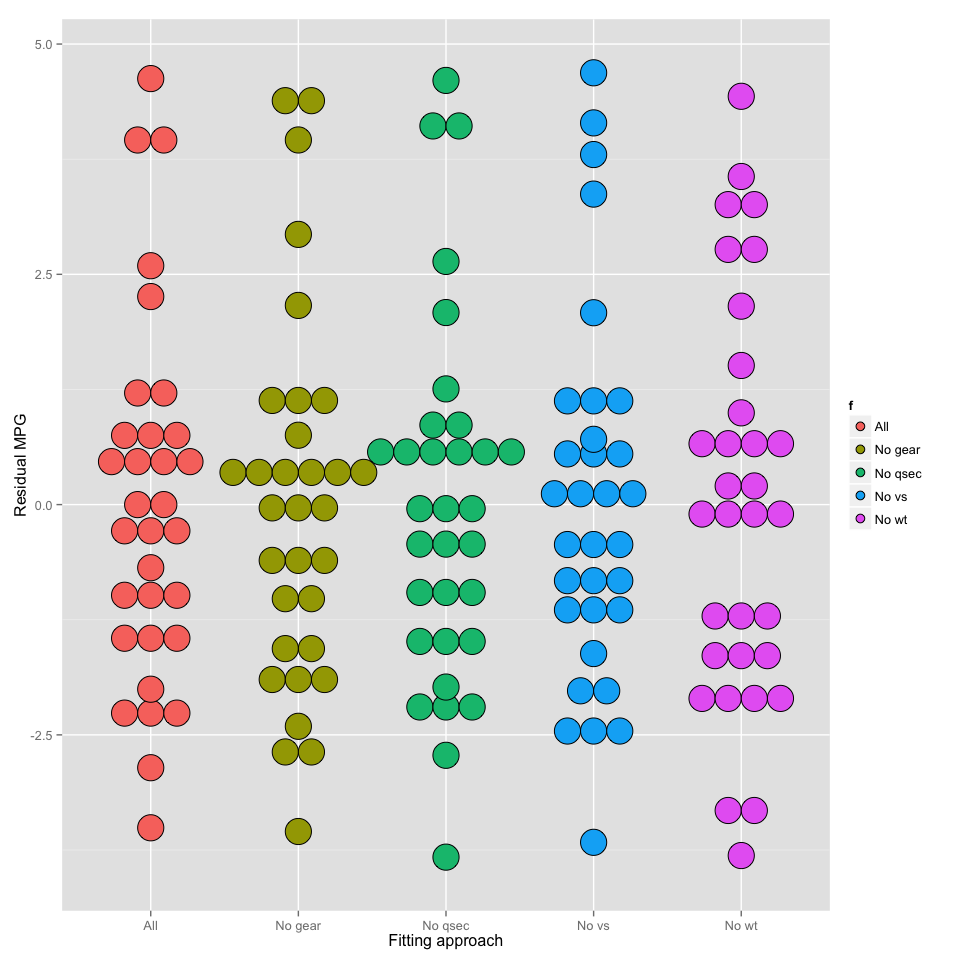 5.0
2.5
0.0
-2.5
Residual MPG
All
No gear
No qsec
No vs
No wt
Fitting approach
f
All
No gear
No qsec
No vs
No wt